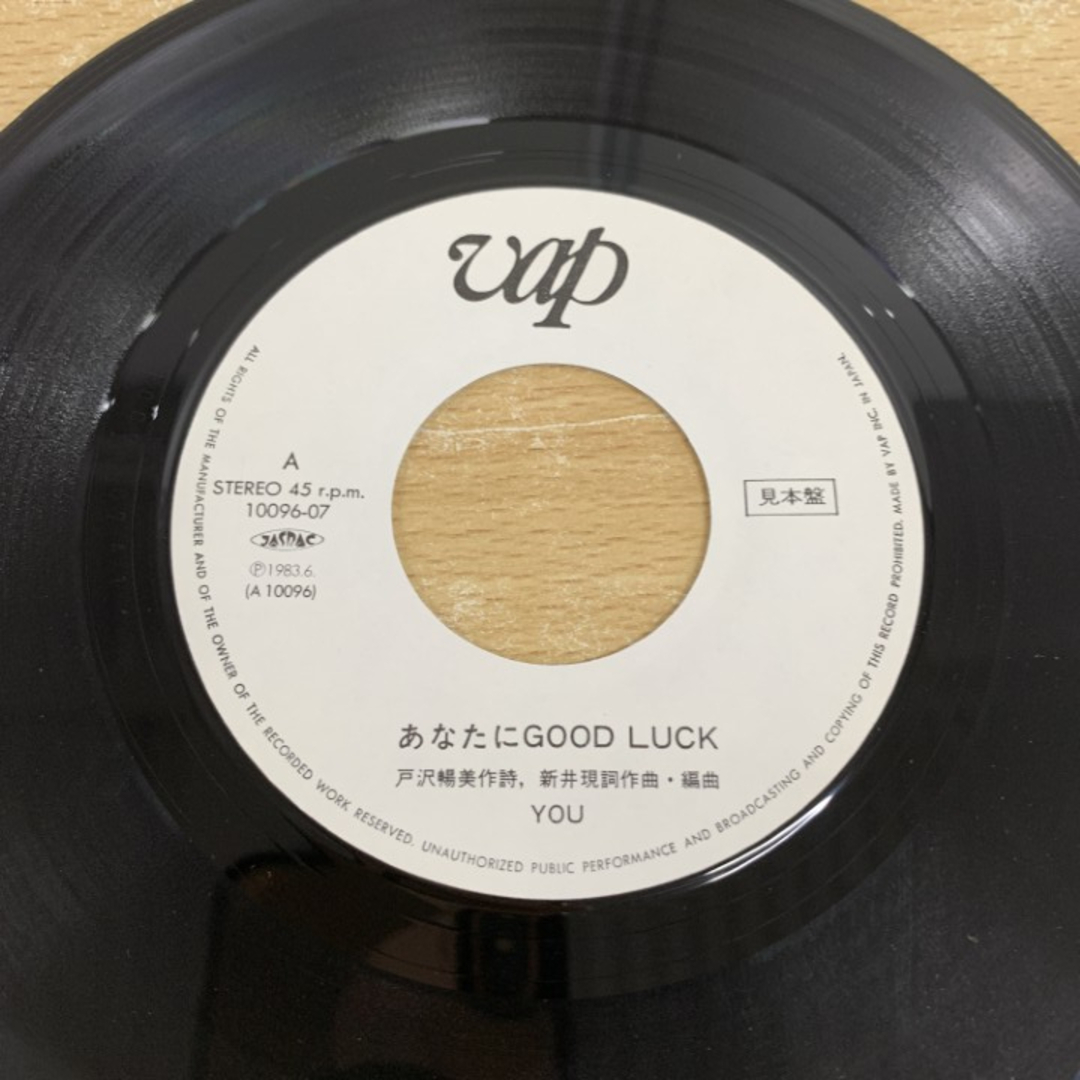 vap
A
STEREO 45 r.p.m.
10096-07
JASRAC
Ⓟ1983.6.
(A 10096)
見本盤
あなたにGOOD LUCK
戸沢暢美作詩, 新井現詞作曲・編曲
YOU
ALL RIGHTS OF THE MANUFACTURER AND OF THE OWNER OF THE RECORDED WORK RESERVED. UNAUTHORIZED PUBLIC PERFORMANCE AND BROADCASTING AND COPYING OF THIS RECORD PROHIBITED. MADE BY VAP INC. IN JAPAN.